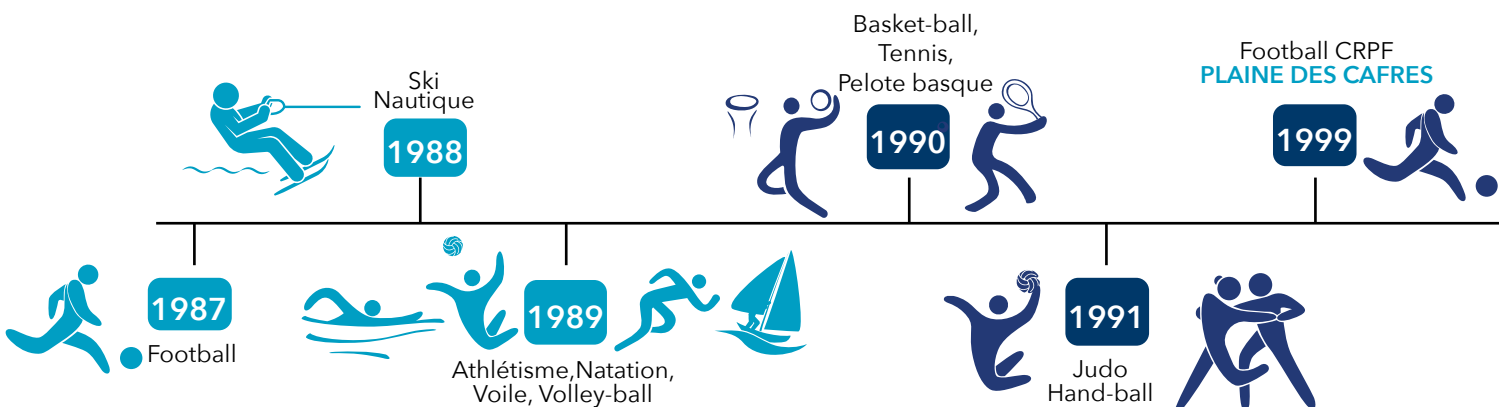 Ski
Nautique
1988
Basket-ball,
Tennis,
Pelote basque
1990
Football CRPF
PLAINE DES CAFRES
1999
1987
Football
1989
Athlétisme,Natation,
Voile, Volley-ball
1991
Judo
Hand-ball